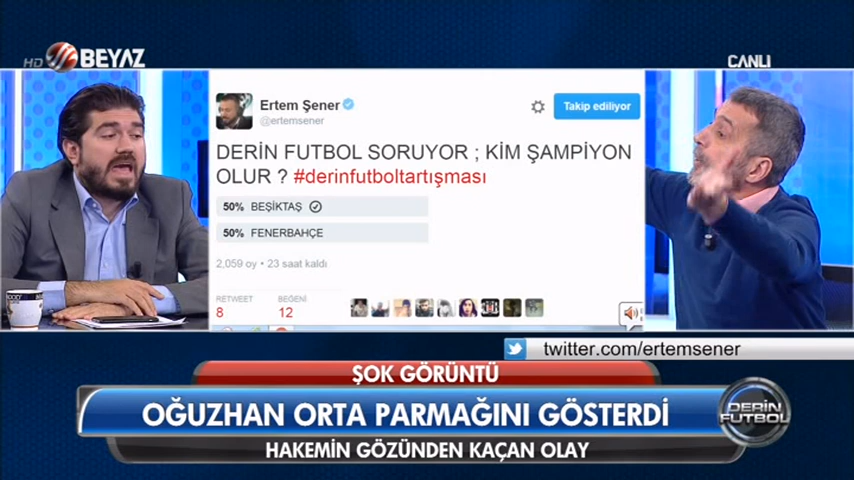 HD BEYAZ
CANLI
Ertem Şener
@ertemsener
Takip ediliyor
DERİN FUTBOL SORUYOR ; KİM ŞAMPİYON
OLUR ? #derinfutboltartışması
50% BEŞİKTAŞ
50% FENERBAHÇE
2,059 oy • 23 saat kaldı
RETWEET BEĞENİ
8 12
twitter.com/ertemsener
ŞOK GÖRÜNTÜ
OĞUZHAN ORTA PARMAĞINI GÖSTERDİ
HAKEMİN GÖZÜNDEN KAÇAN OLAY
DERİN
FUTBOL